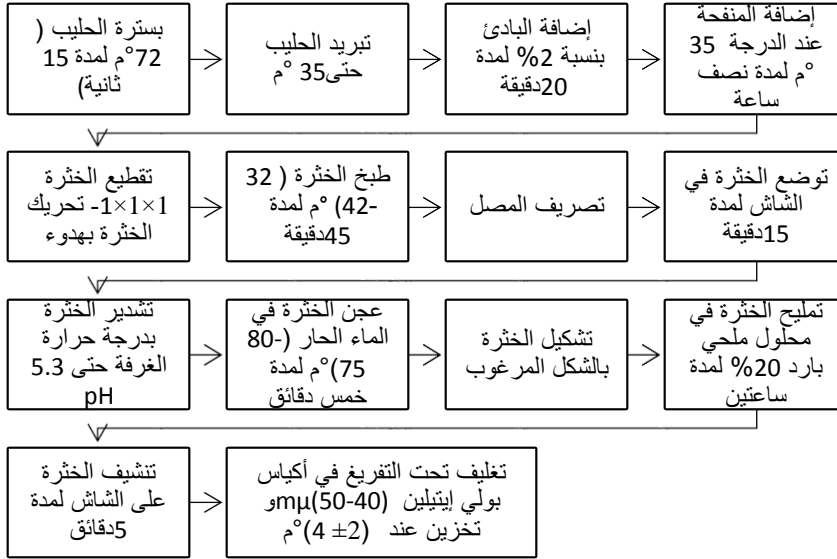 بسترة الحليب (
72°م لمدة 15
ثانية)
تبريد الحليب
حتى35 °م
إضافة البادئ
بنسبة 2% لمدة
20دقيقة
إضافة المنفحة
عند الدرجة 35
°م لمدة نصف
ساعة
تقطيع الخثرة
1×1×1- تحريك
الخثرة بهدوء
طبخ الخثرة ( 32
-42) °م لمدة
45دقيقة
تصريف المصل
توضع الخثرة في
الشاش لمدة
15دقيقة
تشدير الخثرة
بدرجة حرارة
الغرفة حتى 5.3
pH
عجن الخثرة في
الماء الحار (-80
75)°م لمدة
خمس دقائق
تشكيل الخثرة
بالشكل المرغوب
تمليح الخثرة في
محلول ملحي
بارد 20% لمدة
ساعتين
تنشيف الخثرة
على الشاش لمدة
5دقائق
تغليف تحت التفريغ في أكياس
بولي إيتيلين (40-50)mµو
تخزين عند (2± 4)°م